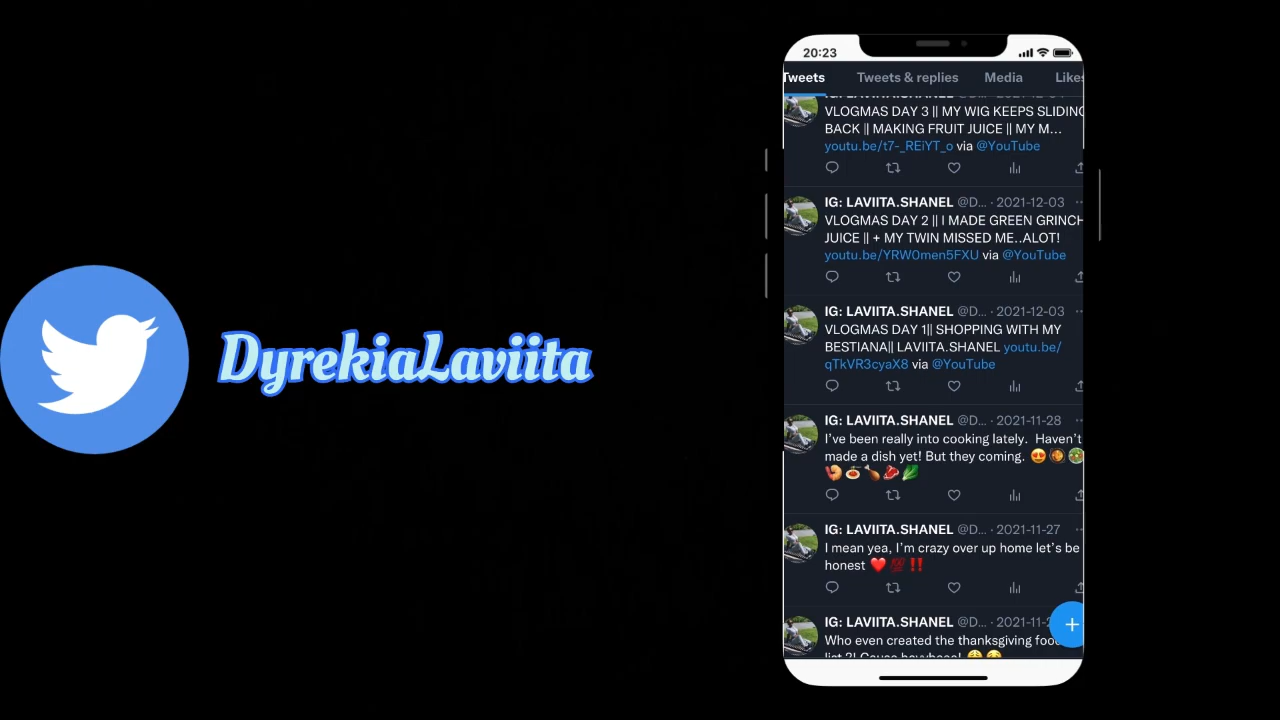 DyrekiaLaviita
20:23
Tweets Tweets & replies Media Likes
IG: LAVIITA.SHANEL @D...
VLOGMAS DAY 3 || MY WIG KEEPS SLIDING
BACK || MAKING FRUIT JUICE || MY M...
youtu.be/t7-_REiYT_o via @YouTube
IG: LAVIITA.SHANEL @D... · 2021-12-03
VLOGMAS DAY 2 || I MADE GREEN GRINCH
JUICE || + MY TWIN MISSED ME..ALOT!
youtu.be/YRW0men5FXU via @YouTube
IG: LAVIITA.SHANEL @D... · 2021-12-03
VLOGMAS DAY 1|| SHOPPING WITH MY
BESTIANA|| LAVIITA.SHANEL youtu.be/
qTkVR3cyaX8 via @YouTube
IG: LAVIITA.SHANEL @D... · 2021-11-28
I've been really into cooking lately. Haven't
made a dish yet! But they coming. 😍🥘🥗
🦐🍝🍗🥩🥬
IG: LAVIITA.SHANEL @D... · 2021-11-27
I mean yea, I'm crazy over up home let's be
honest ❤️💯‼️
IG: LAVIITA.SHANEL @D...
Who even created the thanksgiving food